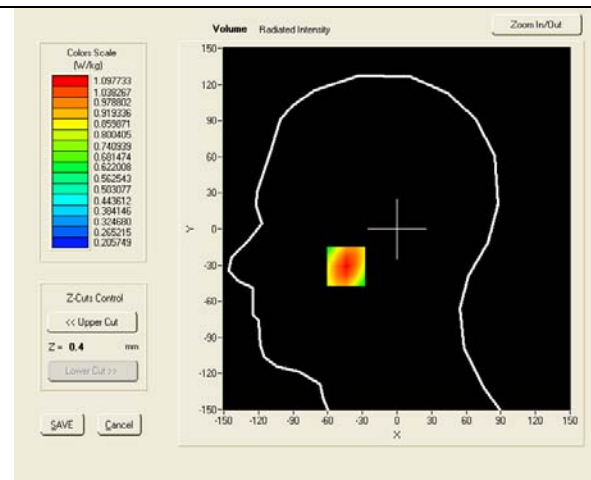 Volume Radiated Intensity
Zoom In/Out
Colors Scale
(W/kg)
1.097733
1.038267
0.978802
0.919336
0.859871
0.800405
0.740939
0.681474
0.622008
0.562543
0.503077
0.443612
0.384146
0.324680
0.265215
0.205749
Z-Cuts Control
<< Upper Cut
Z = 0.4 mm
Lower Cut >>
SAVE Cancel
150
120
90
60
30
0
-30
-60
-90
-120
-150
Y
-150 -120 -90 -60 -30 0 30 60 90 120 150
X